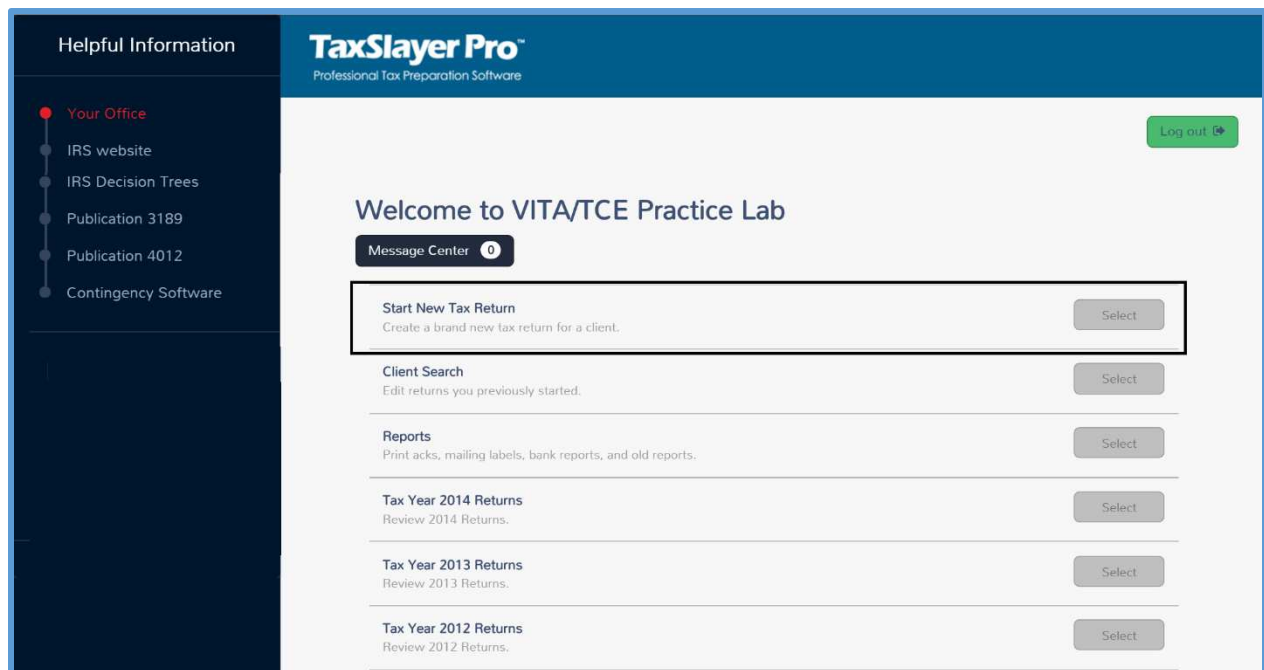 Helpful Information
Your Office
IRS website
IRS Decision Trees
Publication 3189
Publication 4012
Contingency Software
TaxSlayer Pro™
Professional Tax Preparation Software
Log out
Welcome to VITA/TCE Practice Lab
Message Center 0
Start New Tax Return
Create a brand new tax return for a client.
Select
Client Search
Edit returns you previously started.
Select
Reports
Print acks, mailing labels, bank reports, and old reports.
Select
Tax Year 2014 Returns
Review 2014 Returns.
Select
Tax Year 2013 Returns
Review 2013 Returns.
Select
Tax Year 2012 Returns
Review 2012 Returns.
Select